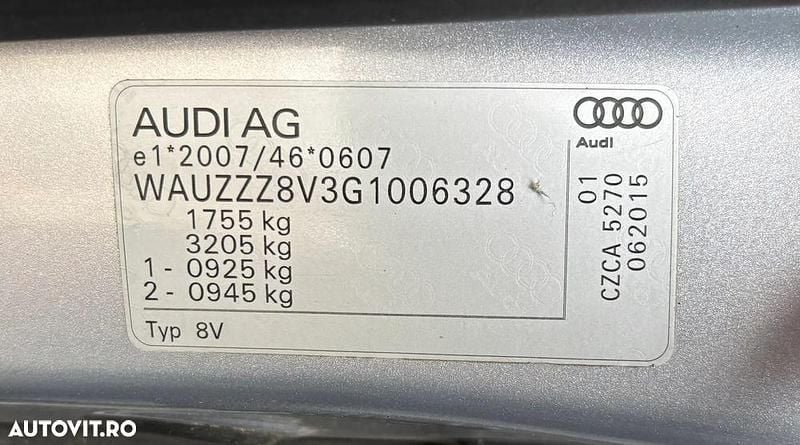 AUDI AG
e1*2007/46*0607
WAUZZZ8V3G1006328
1755 kg
3205 kg
1 - 0925 kg
2 - 0945 kg
Typ 8V
Audi
01
CZCA 5270
062015
AUTOVIT.RO